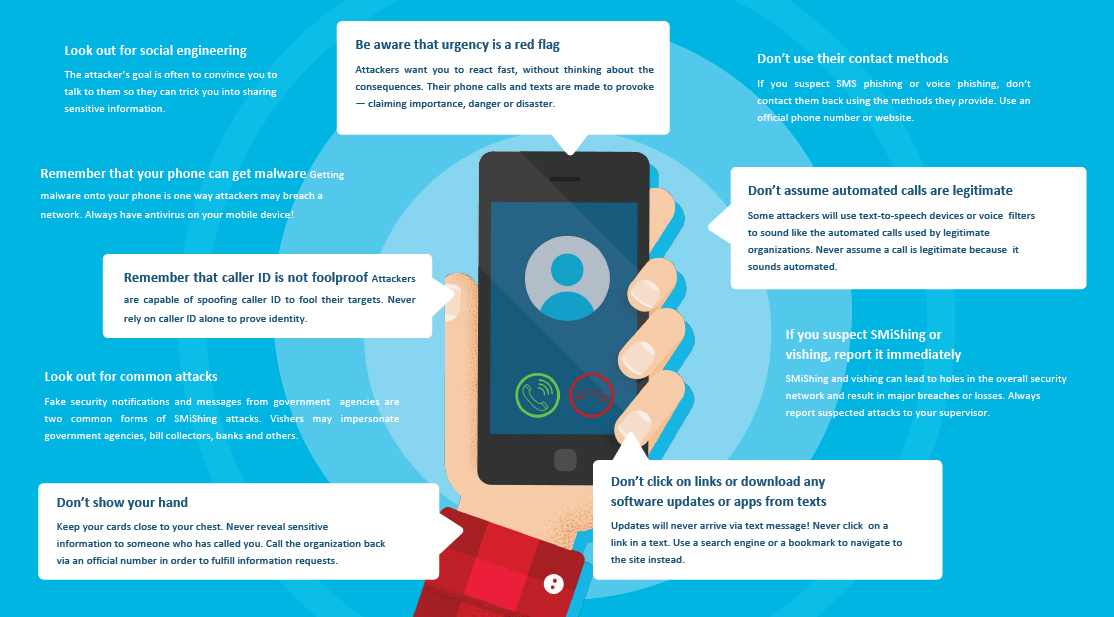 Look out for social engineering
The attacker's goal is often to convince you to
talk to them so they can trick you into sharing
sensitive information.
Be aware that urgency is a red flag
Attackers want you to react fast, without thinking about the
consequences. Their phone calls and texts are made to provoke
— claiming importance, danger or disaster.
Don't use their contact methods
If you suspect SMS phishing or voice phishing, don't
contact them back using the methods they provide. Use an
official phone number or website.
Remember that your phone can get malware Getting
malware onto your phone is one way attackers may breach a
network. Always have antivirus on your mobile device!
Don't assume automated calls are legitimate
Some attackers will use text-to-speech devices or voice filters
to sound like the automated calls used by legitimate
organizations. Never assume a call is legitimate because it
sounds automated.
Remember that caller ID is not foolproof Attackers
are capable of spoofing caller ID to fool their targets. Never
rely on caller ID alone to prove identity.
If you suspect SMiShing or
vishing, report it immediately
SMiShing and vishing can lead to holes in the overall security
network and result in major breaches or losses. Always
report suspected attacks to your supervisor.
Look out for common attacks
Fake security notifications and messages from government agencies are
two common forms of SMiShing attacks. Vishers may impersonate
government agencies, bill collectors, banks and others.
Don't show your hand
Keep your cards close to your chest. Never reveal sensitive
information to someone who has called you. Call the organization back
via an official number in order to fulfill information requests.
Don't click on links or download any
software updates or apps from texts
Updates will never arrive via text message! Never click on a
link in a text. Use a search engine or a bookmark to navigate to
the site instead.